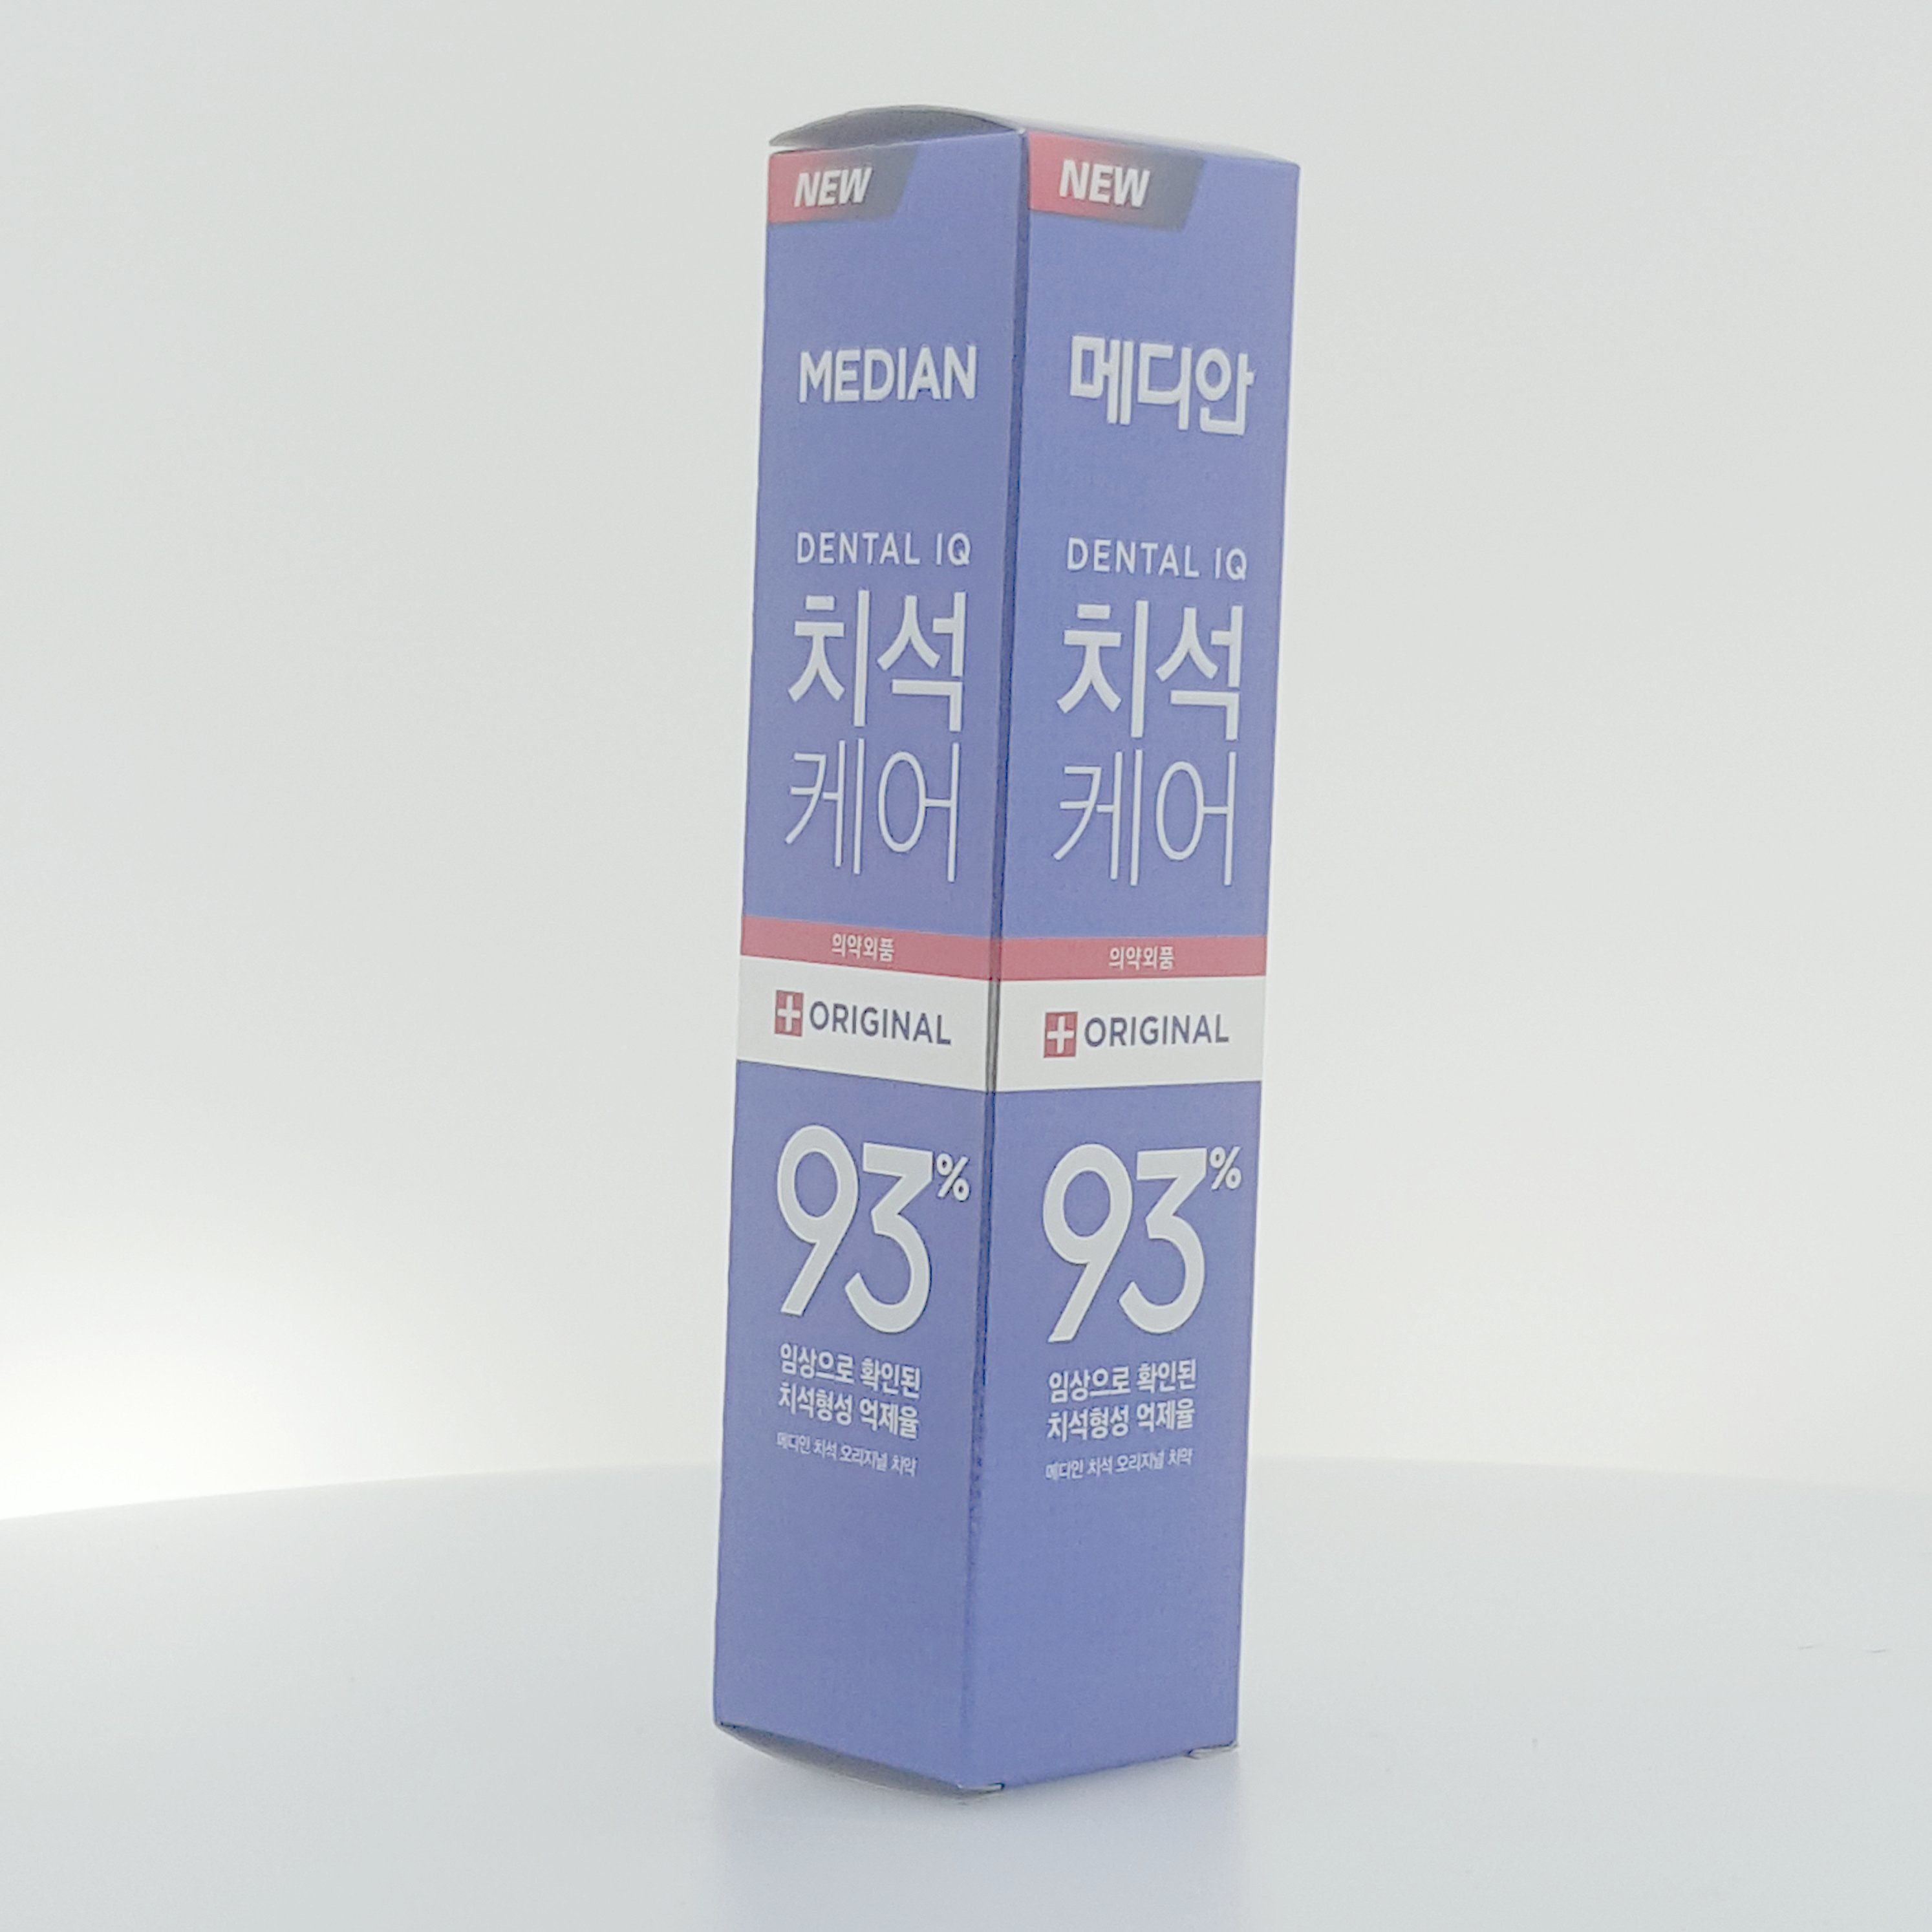 NEW
MEDIAN
DENTAL IQ
치석
케어
의약외품
ORIGINAL
93%
임상으로 확인된
치석형성 억제율
메디안 치석 오리지널 치약
NEW
메디안
DENTAL IQ
치석
케어
의약외품
ORIGINAL
93%
임상으로 확인된
치석형성 억제율
메디안 치석 오리지널 치약